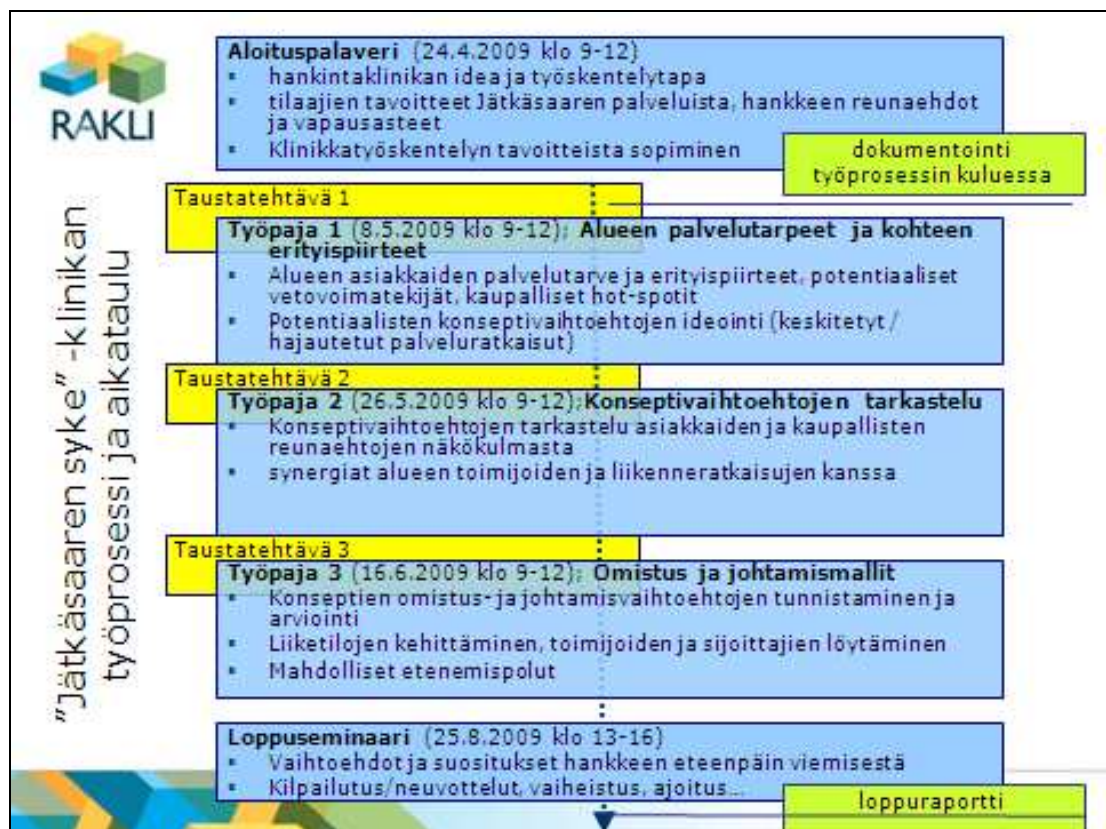 RAKLI
"Jätkäsaaren syke" -klinikan
työprosessi ja aikataulu
Aloituspalaveri (24.4.2009 klo 9-12)
▪ hankintaklinikan idea ja työskentelytapa
▪ tilaajien tavoitteet Jätkäsaaren palveluista, hankkeen reunaehdot
ja vapausasteet
▪ Klinikkatyöskentelyn tavoitteista sopiminen
dokumentointi
työprosessin kuluessa
Taustatehtävä 1
Työpaja 1 (8.5.2009 klo 9-12); Alueen palvelutarpeet ja kohteen
erityispiirteet
▪ Alueen asiakkaiden palvelutarve ja erityispiirteet, potentiaaliset
vetovoimatekijät, kaupalliset hot-spotit
▪ Potentiaalisten konseptivaihtoehtojen ideointi (keskitetyt /
hajautetut palveluratkaisut)
Taustatehtävä 2
Työpaja 2 (26.5.2009 klo 9-12);Konseptivaihtoehtojen tarkastelu
▪ Konseptivaihtoehtojen tarkastelu asiakkaiden ja kaupallisten
reunaehtojen näkökulmasta
▪ synergiat alueen toimijoiden ja liikenneratkaisujen kanssa
Taustatehtävä 3
Työpaja 3 (16.6.2009 klo 9-12); Omistus ja johtamismallit
▪ Konseptien omistus- ja johtamisvaihtoehtojen tunnistaminen ja
arviointi
▪ Liiketilojen kehittäminen, toimijoiden ja sijoittajien löytäminen
▪ Mahdolliset etenemispolut
Loppuseminaari (25.8.2009 klo 13-16)
▪ Vaihtoehdot ja suositukset hankkeen eteenpäin viemisestä
▪ Kilpailutus/neuvottelut, vaiheistus, ajoitus...
loppuraportti